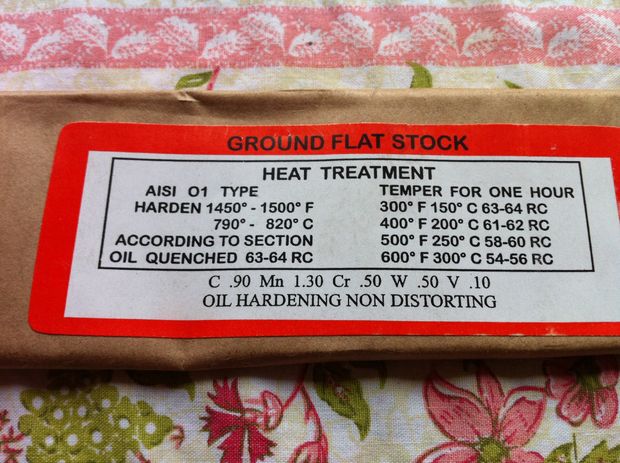 GROUND FLAT STOCK
HEAT TREATMENT
AISI O1 TYPE
HARDEN 1450° - 1500° F
790° - 820° C
ACCORDING TO SECTION
OIL QUENCHED 63-64 RC
TEMPER FOR ONE HOUR
300° F 150° C 63-64 RC
400° F 200° C 61-62 RC
500° F 250° C 58-60 RC
600° F 300° C 54-56 RC
C .90 Mn 1.30 Cr .50 W .50 V .10
OIL HARDENING NON DISTORTING